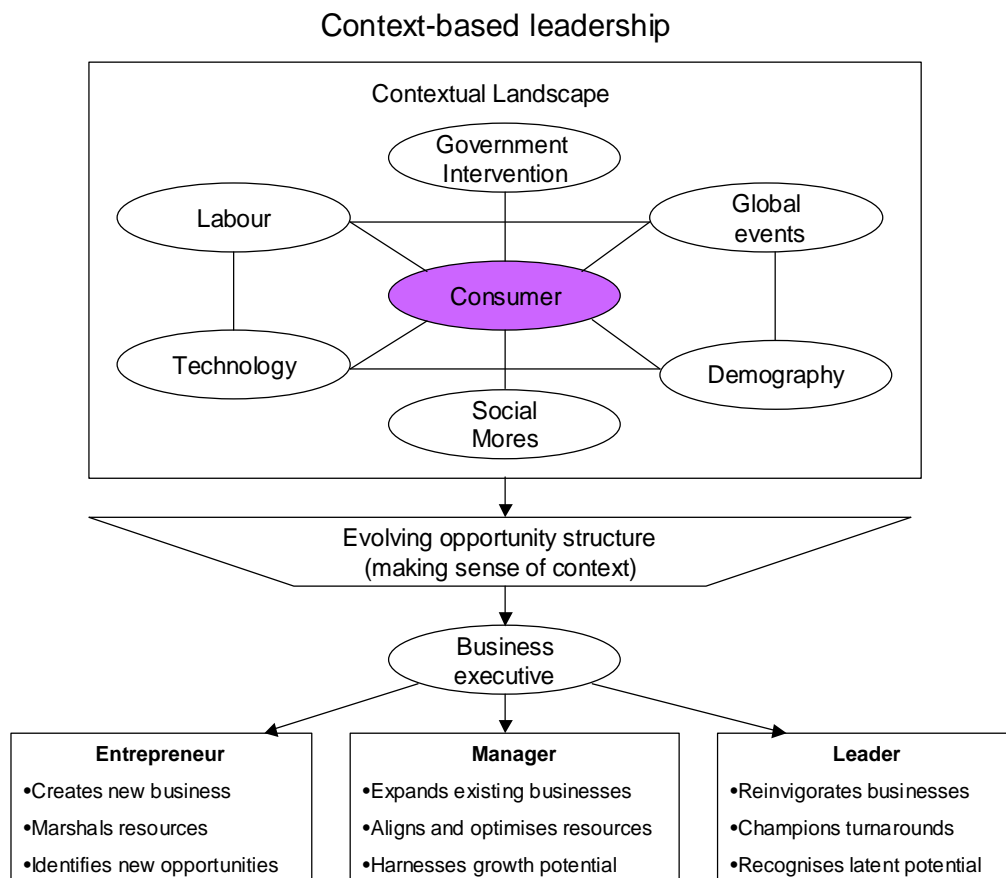 Context-based leadership
Contextual Landscape
Government
Intervention
Labour
Global
events
Consumer
Technology
Demography
Social
Mores
Evolving opportunity structure
(making sense of context)
Business
executive
Entrepreneur
•Creates new business
•Marshals resources
•Identifies new opportunities
Manager
•Expands existing businesses
•Aligns and optimises resources
•Harnesses growth potential
Leader
•Reinvigorates businesses
•Champions turnarounds
•Recognises latent potential